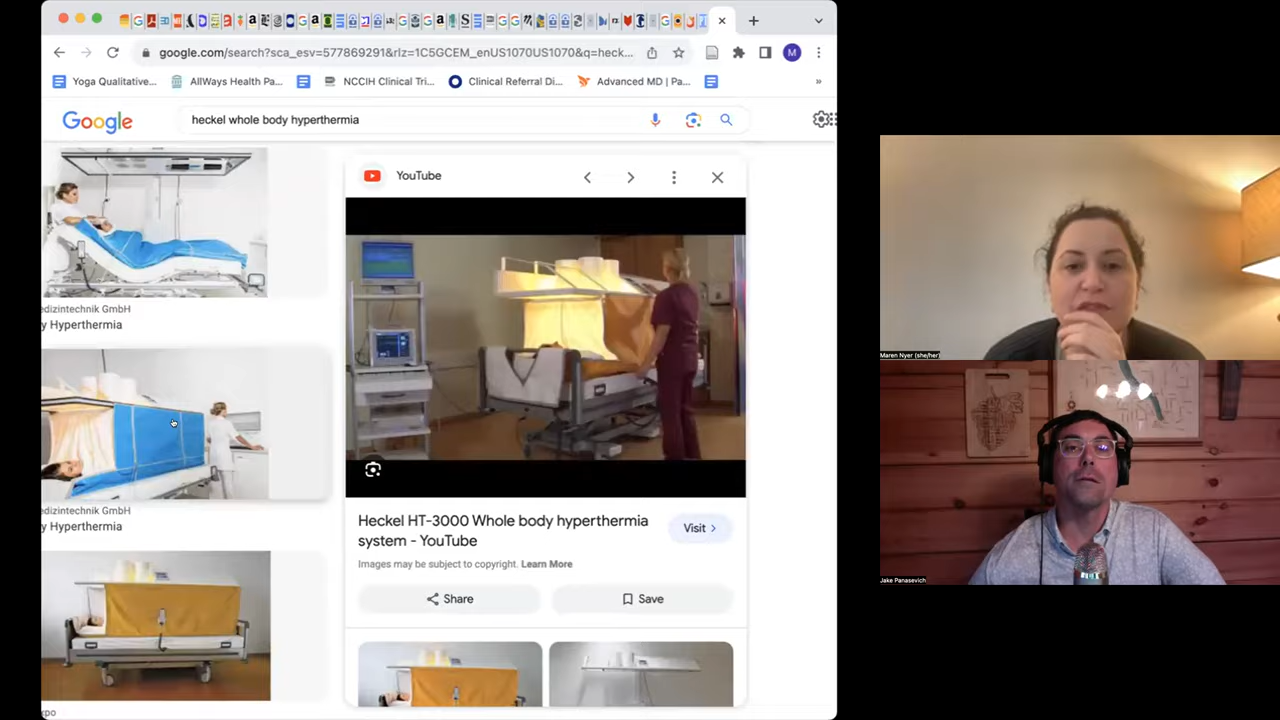 google.com/search?sca_esv=577869291&rlz=1C5GCEM_enUS1070US1070&q=heck...
M
Yoga Qualitative...
AllWays Health Pa...
NCCIH Clinical Tri...
Clinical Referral Di...
Advanced MD | Pa...
»
Google
heckel whole body hyperthermia
YouTube
edizintechnik GmbH
y Hyperthermia
edizintechnik GmbH
y Hyperthermia
Heckel HT-3000 Whole body hyperthermia
system - YouTube
Visit >
Images may be subject to copyright. Learn More
Share
Save
xpo
Maren Nyer (she/her)
Jake Panasevich